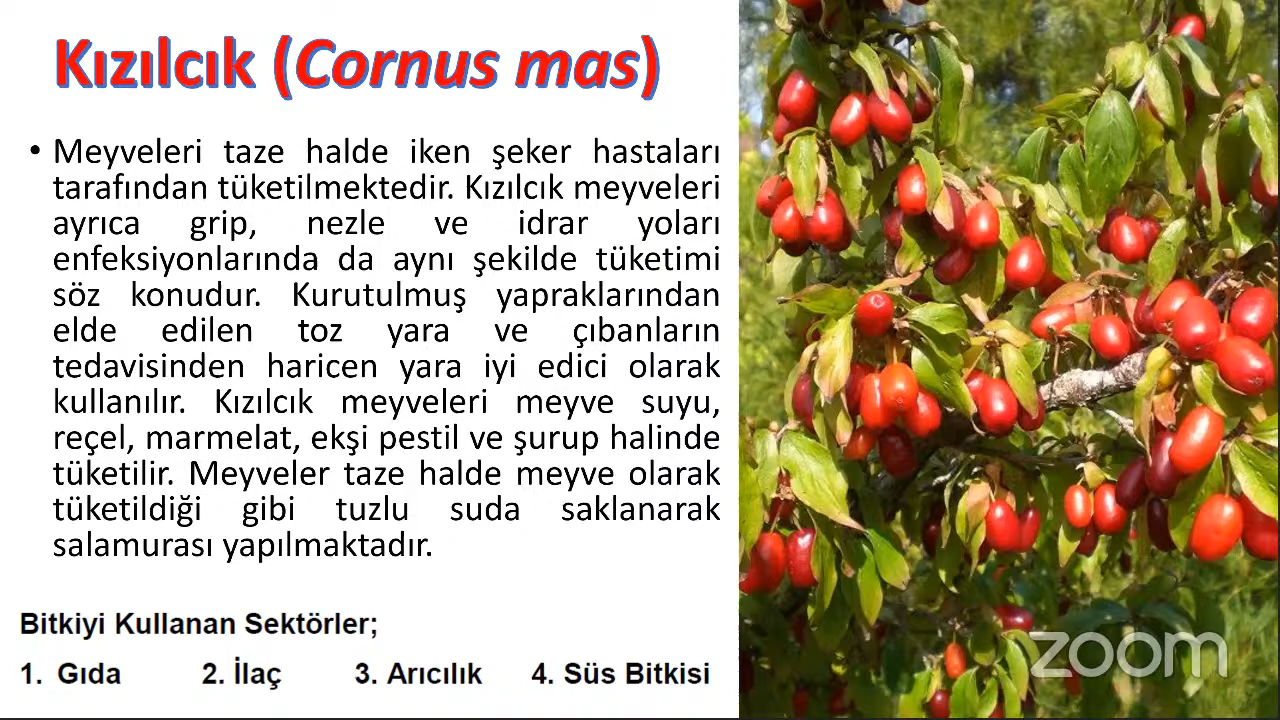 Kızılcık (Cornus mas)
• Meyveleri taze halde iken şeker hastaları
tarafından tüketilmektedir. Kızılcık meyveleri
ayrıca grip, nezle ve idrar yoları
enfeksiyonlarında da aynı şekilde tüketimi
söz konudur. Kurutulmuş yapraklarından
elde edilen toz yara ve çıbanların
tedavisinden haricen yara iyi edici olarak
kullanılır. Kızılcık meyveleri meyve suyu,
reçel, marmelat, ekşi pestil ve şurup halinde
tüketilir. Meyveler taze halde meyve olarak
tüketildiği gibi tuzlu suda saklanarak
salamurası yapılmaktadır.
Bitkiyi Kullanan Sektörler;
1. Gıda 2. İlaç 3. Arıcılık 4. Süs Bitkisi
zoom